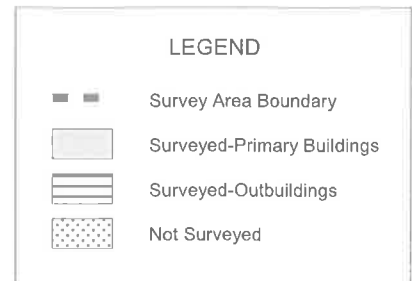 LEGEND
Survey Area Boundary
Surveyed-Primary Buildings
Surveyed-Outbuildings
Not Surveyed